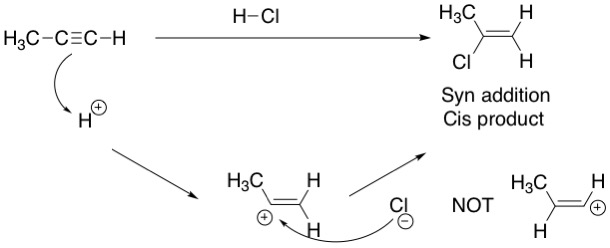 H–Cl
H₃C–C≡C–H
H₃C H
Cl H
Syn addition
Cis product
H⊕
H₃C H
⊕ H
Cl
⊖
NOT
H₃C H
H ⊕